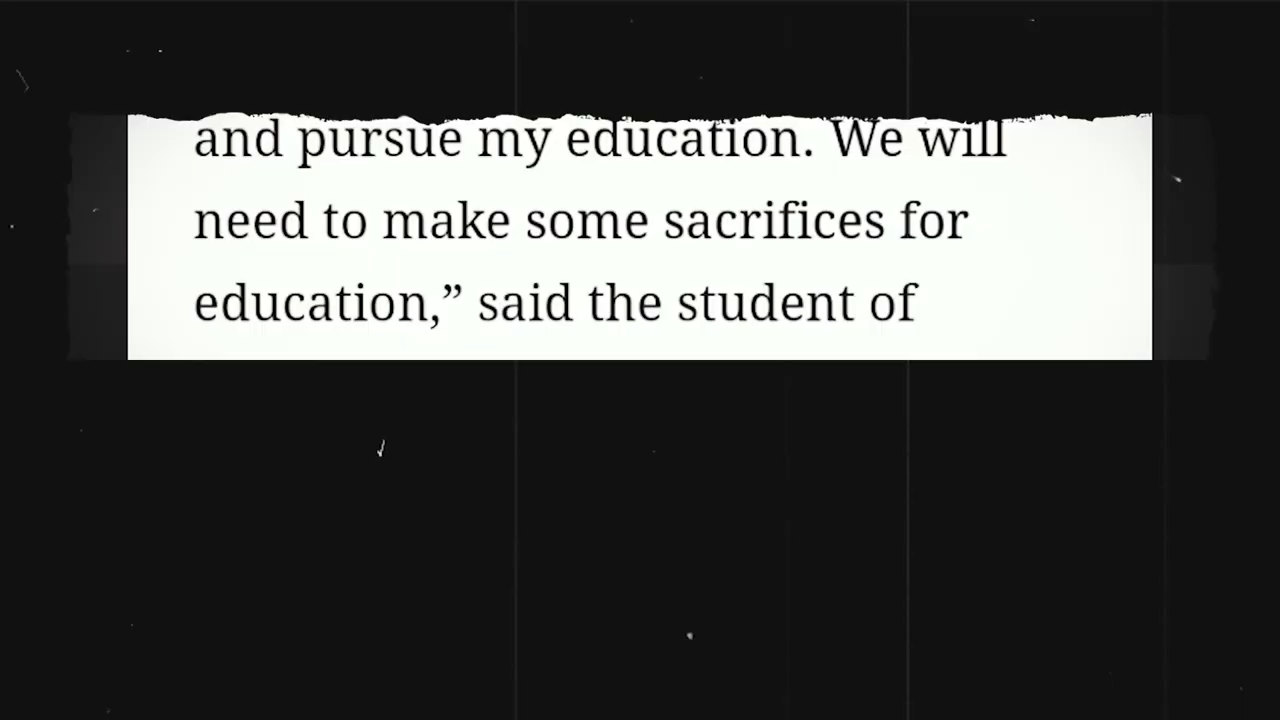 and pursue my education. We will
need to make some sacrifices for
education,” said the student of